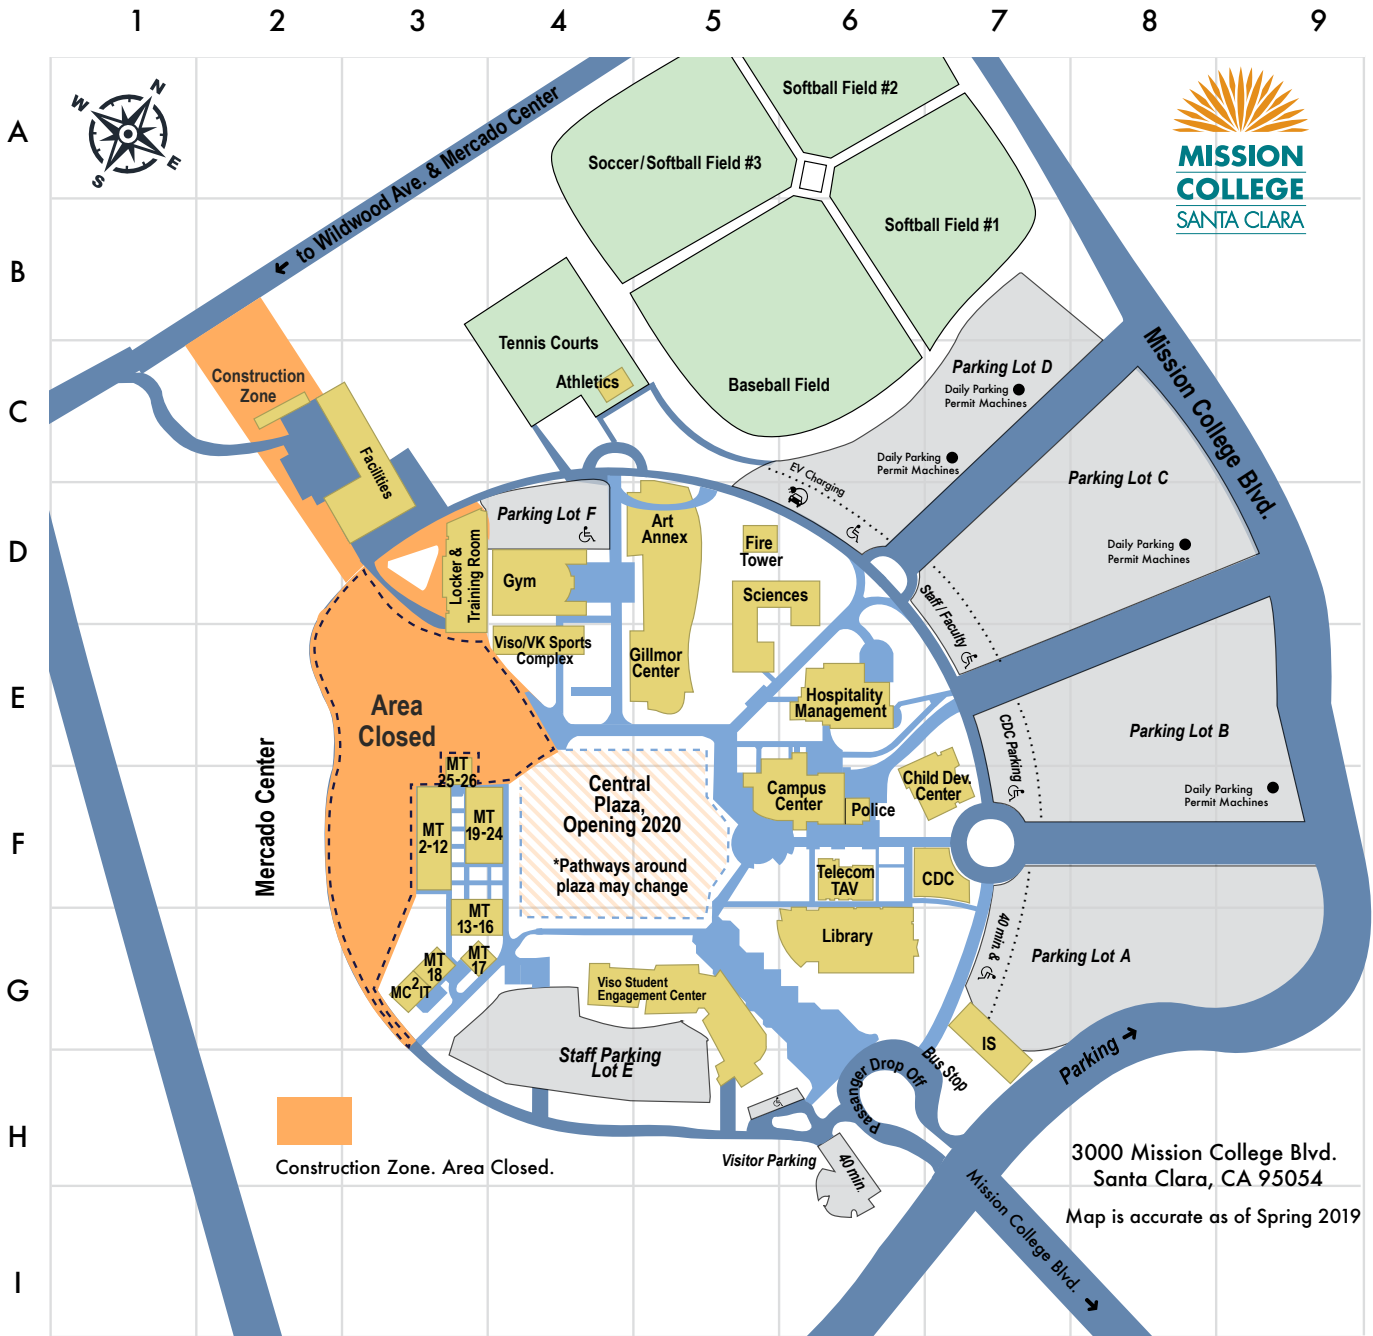 1 2 3 4 5 6 7 8 9
A
B
C
D
E
F
G
H
I
N
W
E
S
to Wildwood Ave. & Mercado Center
Softball Field #2
Soccer/Softball Field #3
Softball Field #1
Baseball Field
Tennis Courts
Athletics
MISSION
COLLEGE
SANTA CLARA
Mission College Blvd.
Construction
Zone
Facilities
Parking Lot D
Daily Parking
Permit Machines
Daily Parking
Permit Machines
EV Charging
Parking Lot C
Daily Parking
Permit Machines
Staff / Faculty
Parking Lot F
Art
Annex
Fire
Tower
Locker &
Training Room
Gym
Sciences
Viso/VK Sports
Complex
Gillmor
Center
Hospitality
Management
Area
Closed
CDC Parking
Parking Lot B
Daily Parking
Permit Machines
Mercado Center
MT
25-26
MT
2-12
MT
19-24
Central
Plaza,
Opening 2020
*Pathways around
plaza may change
Campus
Center
Police
Child Dev.
Center
Telecom
TAV
CDC
MT
13-16
MT
17
MT
18
MC2IT
Library
40 min. &
Parking Lot A
Viso Student
Engagement Center
Staff Parking
Lot E
IS
Bus Stop
Passanger Drop Off
Parking
Visitor Parking
40 min.
Construction Zone. Area Closed.
Mission College Blvd.
3000 Mission College Blvd.
Santa Clara, CA 95054
Map is accurate as of Spring 2019